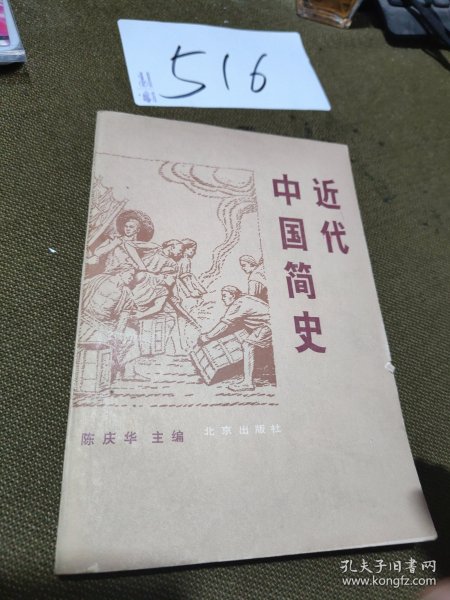 516
近代
中国简史
陈庆华 主编 北京出版社
孔夫子旧书网
www.kongfz.com